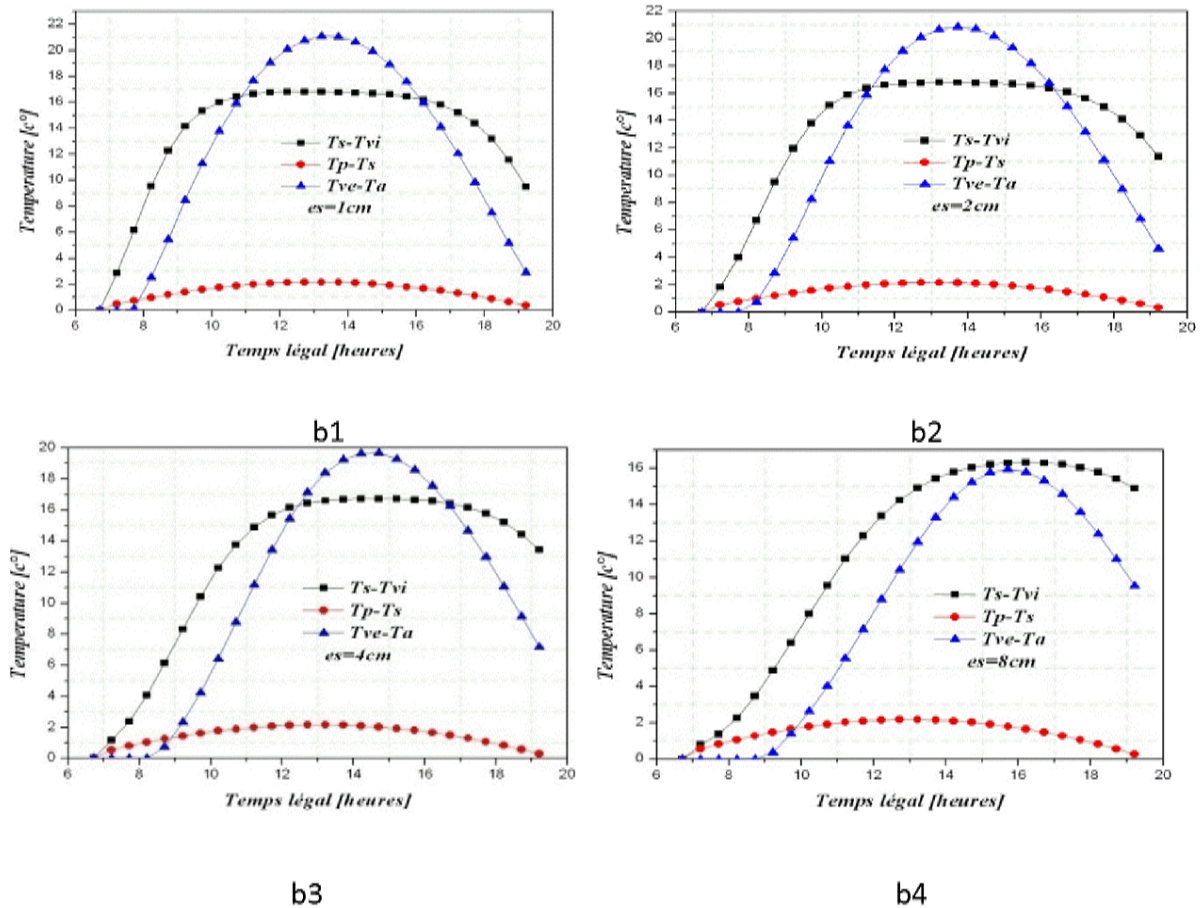 22
20
18
16
14
12
10
8
6
4
2
0
Temperature [c°]
Ts-Tvi
Tp-Ts
Tve-Ta
es=1cm
6 8 10 12 14 16 18 20
Temps légal [heures]
b1
22
20
18
16
14
12
10
8
6
4
2
0
Temperature [c°]
Ts-Tvi
Tp-Ts
Tve-Ta
es=2cm
6 8 10 12 14 16 18 20
Temps légal [heures]
b2
20
18
16
14
12
10
8
6
4
2
0
Temperature [c°]
Ts-Tvi
Tp-Ts
Tve-Ta
es=4cm
6 8 10 12 14 16 18 20
Temps légal [heures]
b3
16
14
12
10
8
6
4
2
0
Temperature [c°]
Ts-Tvi
Tp-Ts
Tve-Ta
es=8cm
6 8 10 12 14 16 18 20
Temps légal [heures]
b4